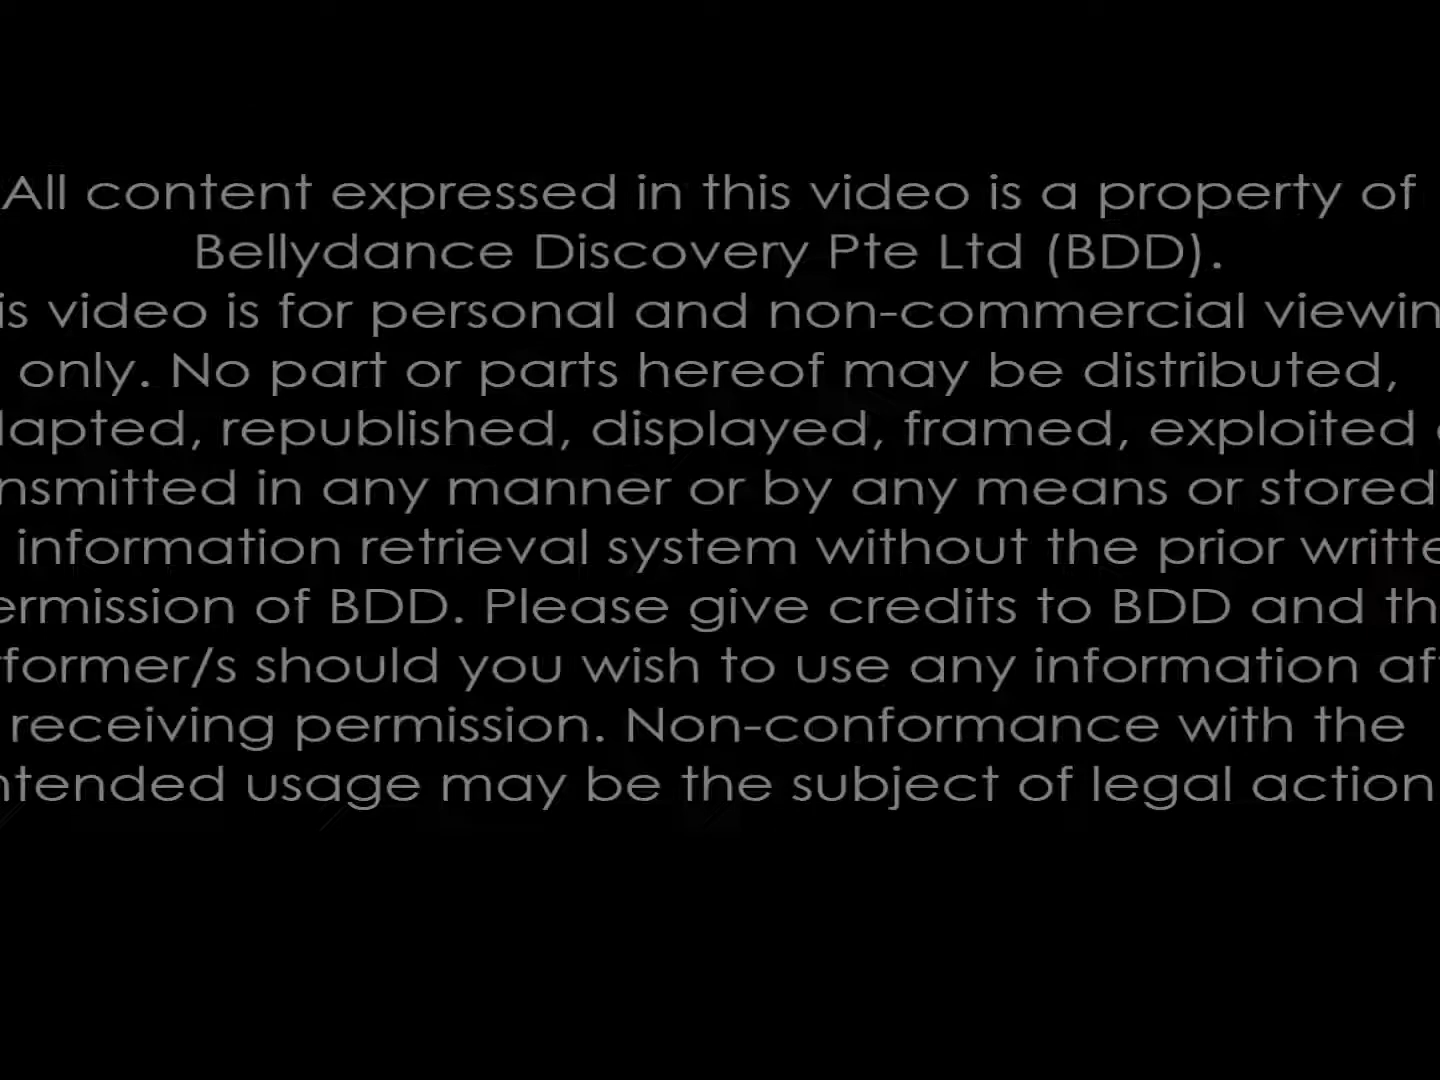 All content expressed in this video is a property of
Bellydance Discovery Pte Ltd (BDD).
is video is for personal and non-commercial viewin
only. No part or parts hereof may be distributed,
lapted, republished, displayed, framed, exploited
nsmitted in any manner or by any means or stored
information retrieval system without the prior writte
ermission of BDD. Please give credits to BDD and th
former/s should you wish to use any information aft
receiving permission. Non-conformance with the
ntended usage may be the subject of legal action